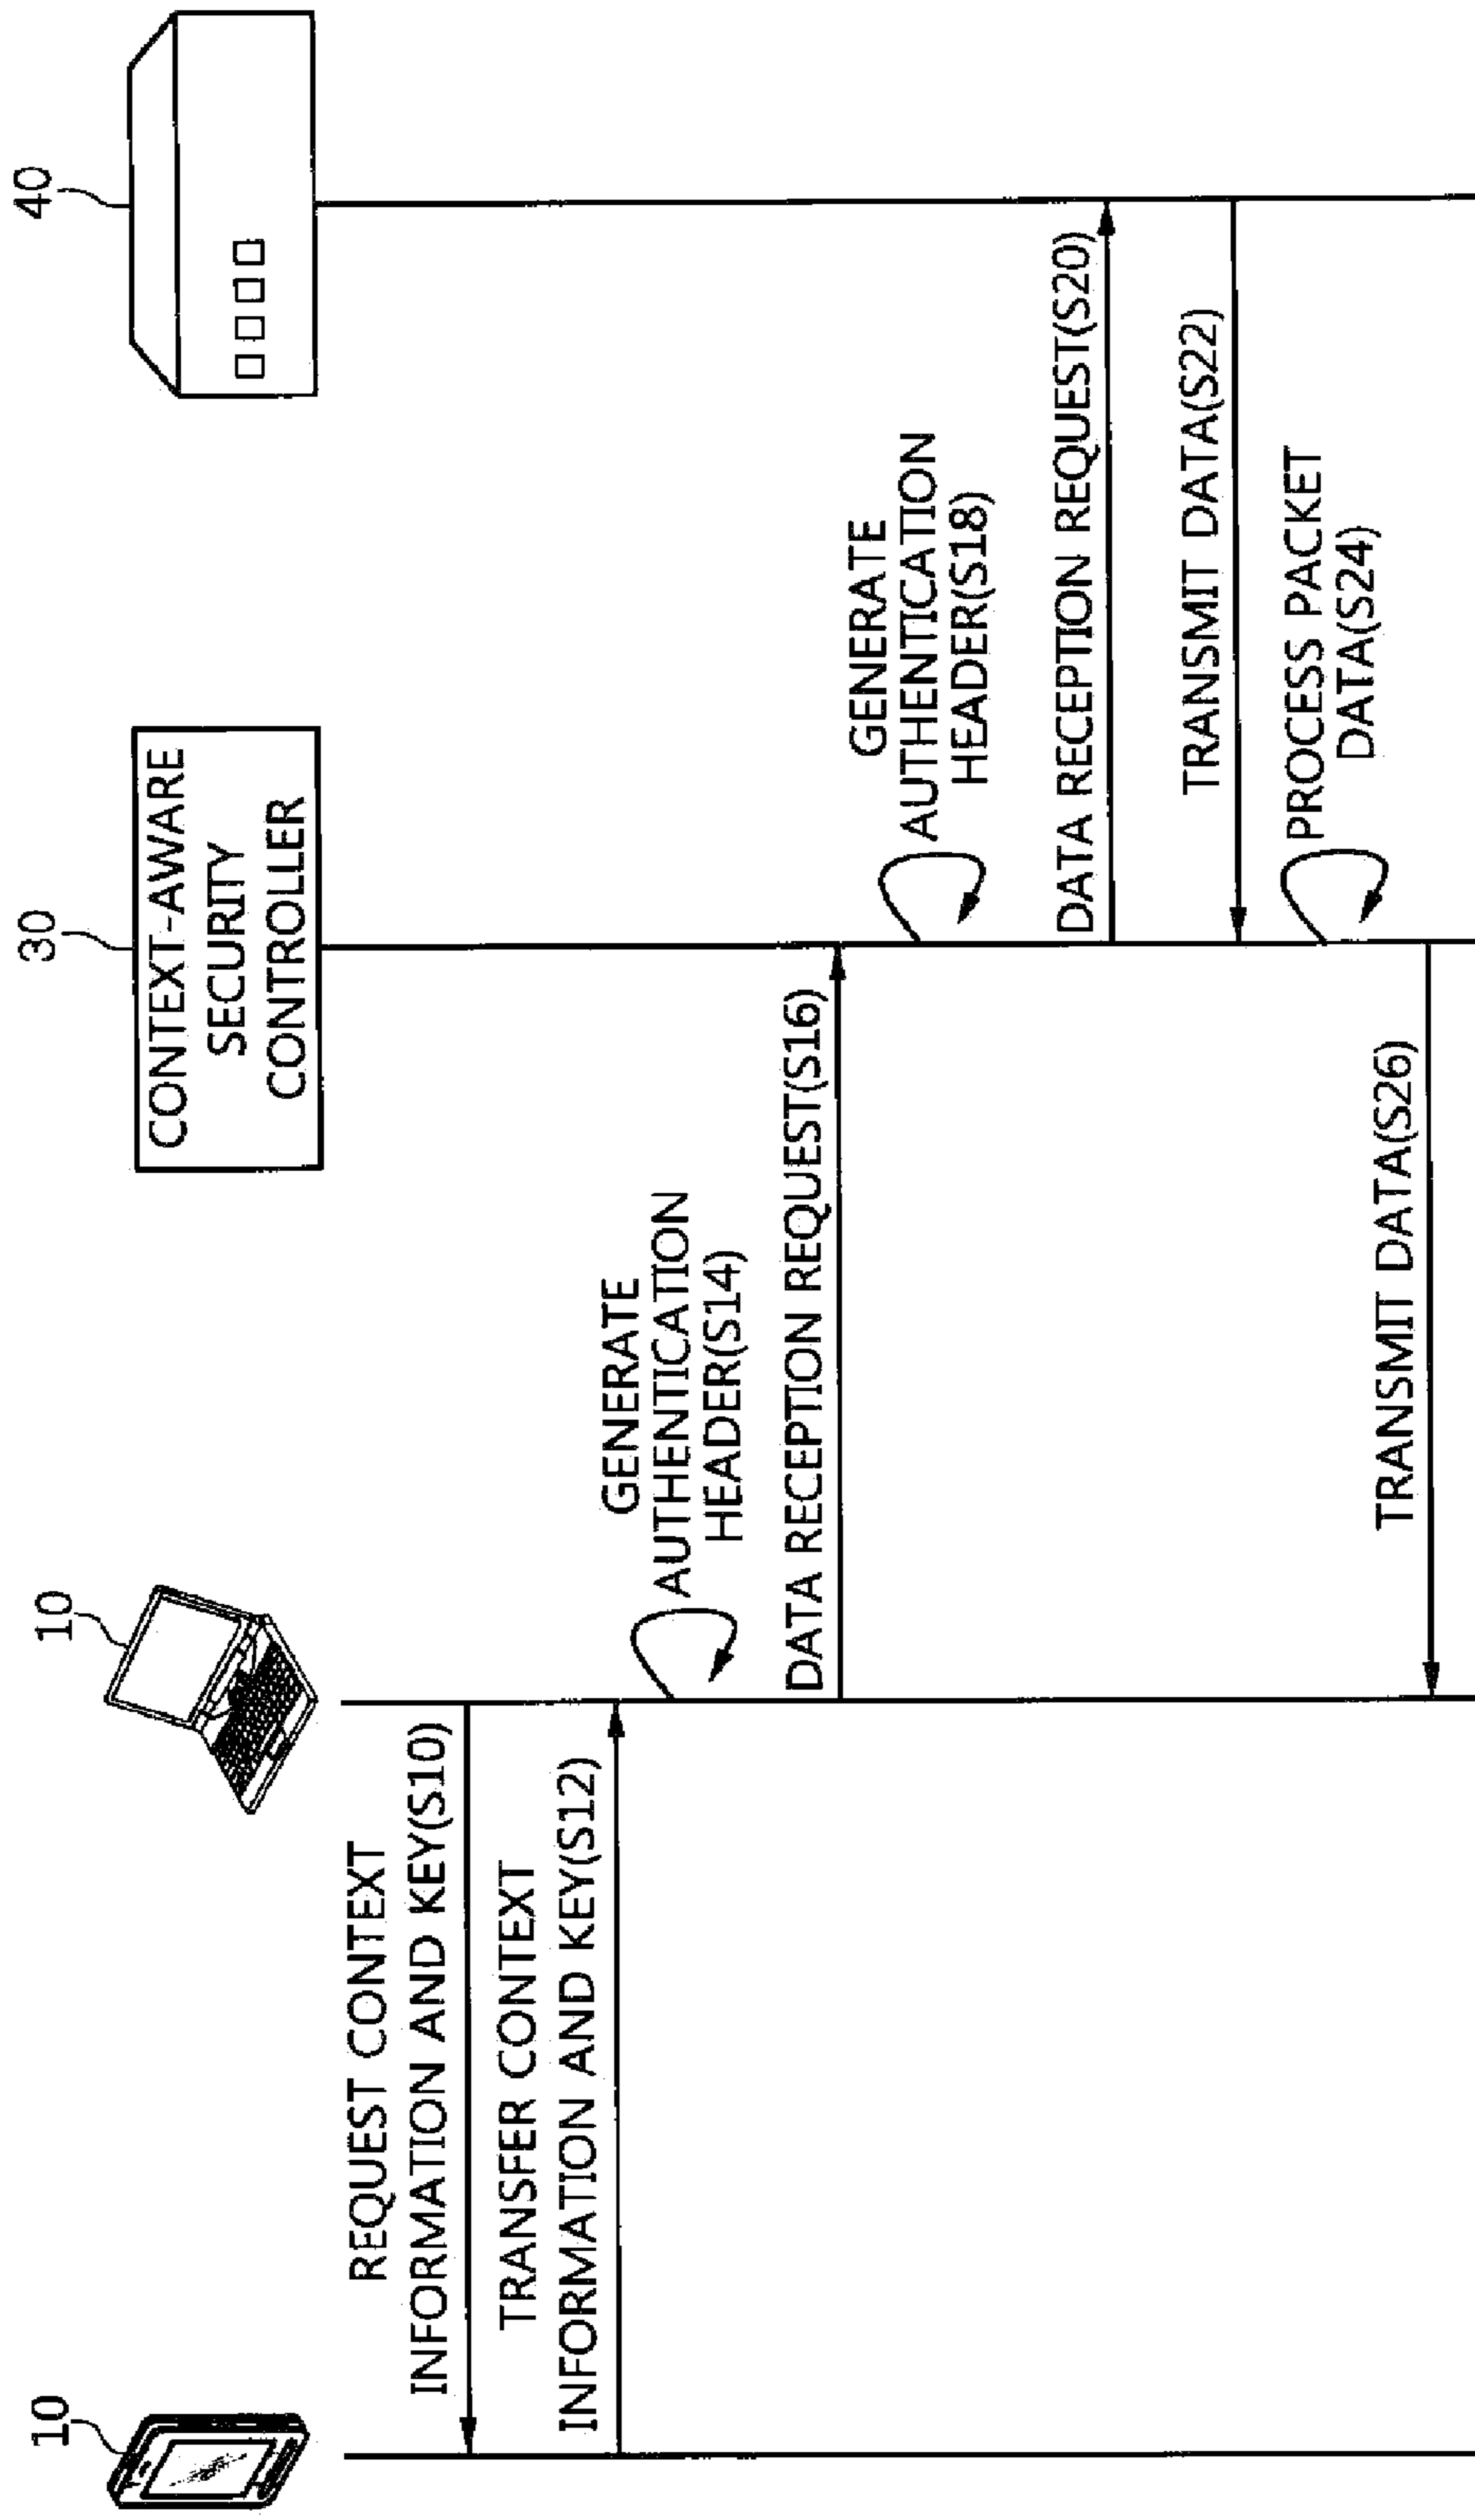 10
10
30
40
CONTEXT-AWARE
SECURITY
CONTROLLER
REQUEST CONTEXT
INFORMATION AND KEY(S10)
TRANSFER CONTEXT
INFORMATION AND KEY(S12)
GENERATE
AUTHENTICATION
HEADER(S14)
DATA RECEPTION REQUEST(S16)
GENERATE
AUTHENTICATION
HEADER(S18)
DATA RECEPTION REQUEST(S20)
TRANSMIT DATA(S22)
PROCESS PACKET
DATA(S24)
TRANSMIT DATA(S26)